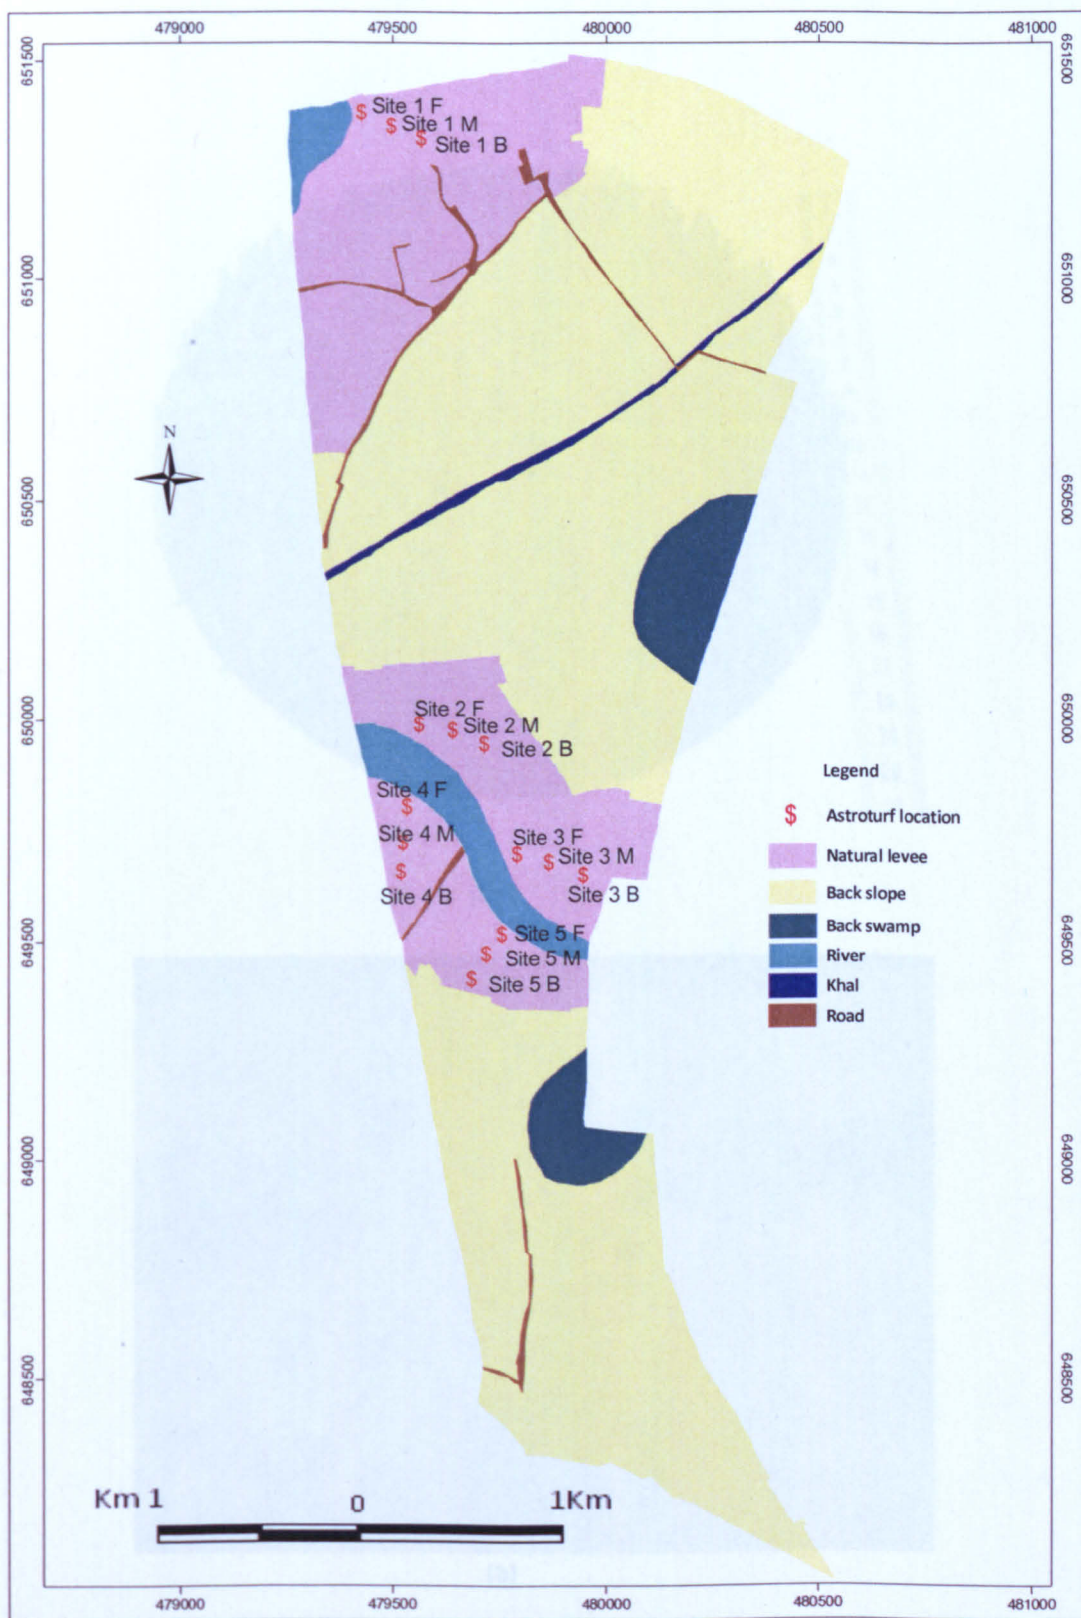 479000 479500 480000 480500 481000
651500 651500
Site 1 F
Site 1 M
Site 1 B
651000 651000
N
650500 650500
650000 650000
Site 2 F
Site 2 M
Site 2 B
Legend
Site 4 F
Astroturf location
Site 4 M
Site 3 F
Site 3 M
Natural levee
Site 4 B
Site 3 B
Back slope
Back swamp
649500 649500
Site 5 F
Site 5 M
River
Site 5 B
Khal
Road
649000 649000
648500 648500
Km 1 0 1Km
479000 479500 480000 480500 481000